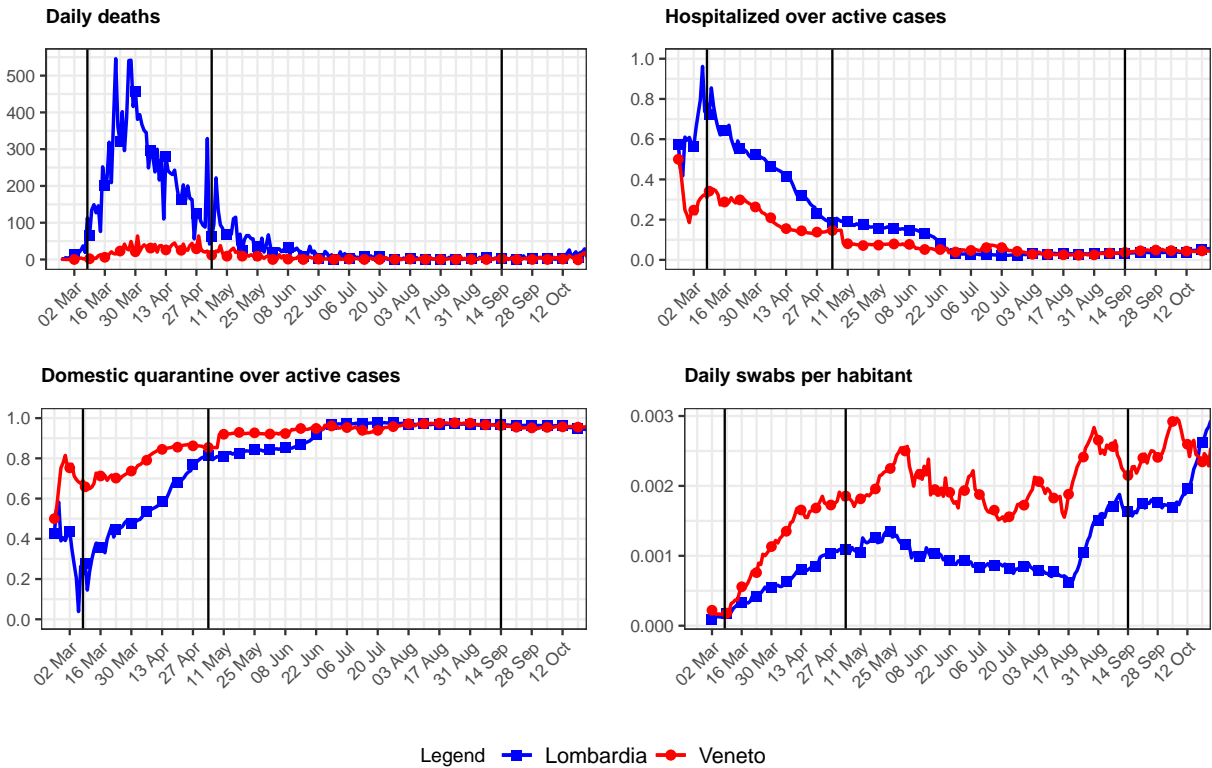 Daily deaths
Hospitalized over active cases
500
400
300
200
100
0
02 Mar 16 Mar 30 Mar 13 Apr 27 Apr 11 May 25 May 08 Jun 22 Jun 06 Jul 20 Jul 03 Aug 17 Aug 31 Aug 14 Sep 28 Sep 12 Oct
1.0
0.8
0.6
0.4
0.2
0.0
02 Mar 16 Mar 30 Mar 13 Apr 27 Apr 11 May 25 May 08 Jun 22 Jun 06 Jul 20 Jul 03 Aug 17 Aug 31 Aug 14 Sep 28 Sep 12 Oct
Domestic quarantine over active cases
Daily swabs per habitant
1.0
0.8
0.6
0.4
0.2
0.0
02 Mar 16 Mar 30 Mar 13 Apr 27 Apr 11 May 25 May 08 Jun 22 Jun 06 Jul 20 Jul 03 Aug 17 Aug 31 Aug 14 Sep 28 Sep 12 Oct
0.003
0.002
0.001
0.000
02 Mar 16 Mar 30 Mar 13 Apr 27 Apr 11 May 25 May 08 Jun 22 Jun 06 Jul 20 Jul 03 Aug 17 Aug 31 Aug 14 Sep 28 Sep 12 Oct
Legend Lombardia Veneto